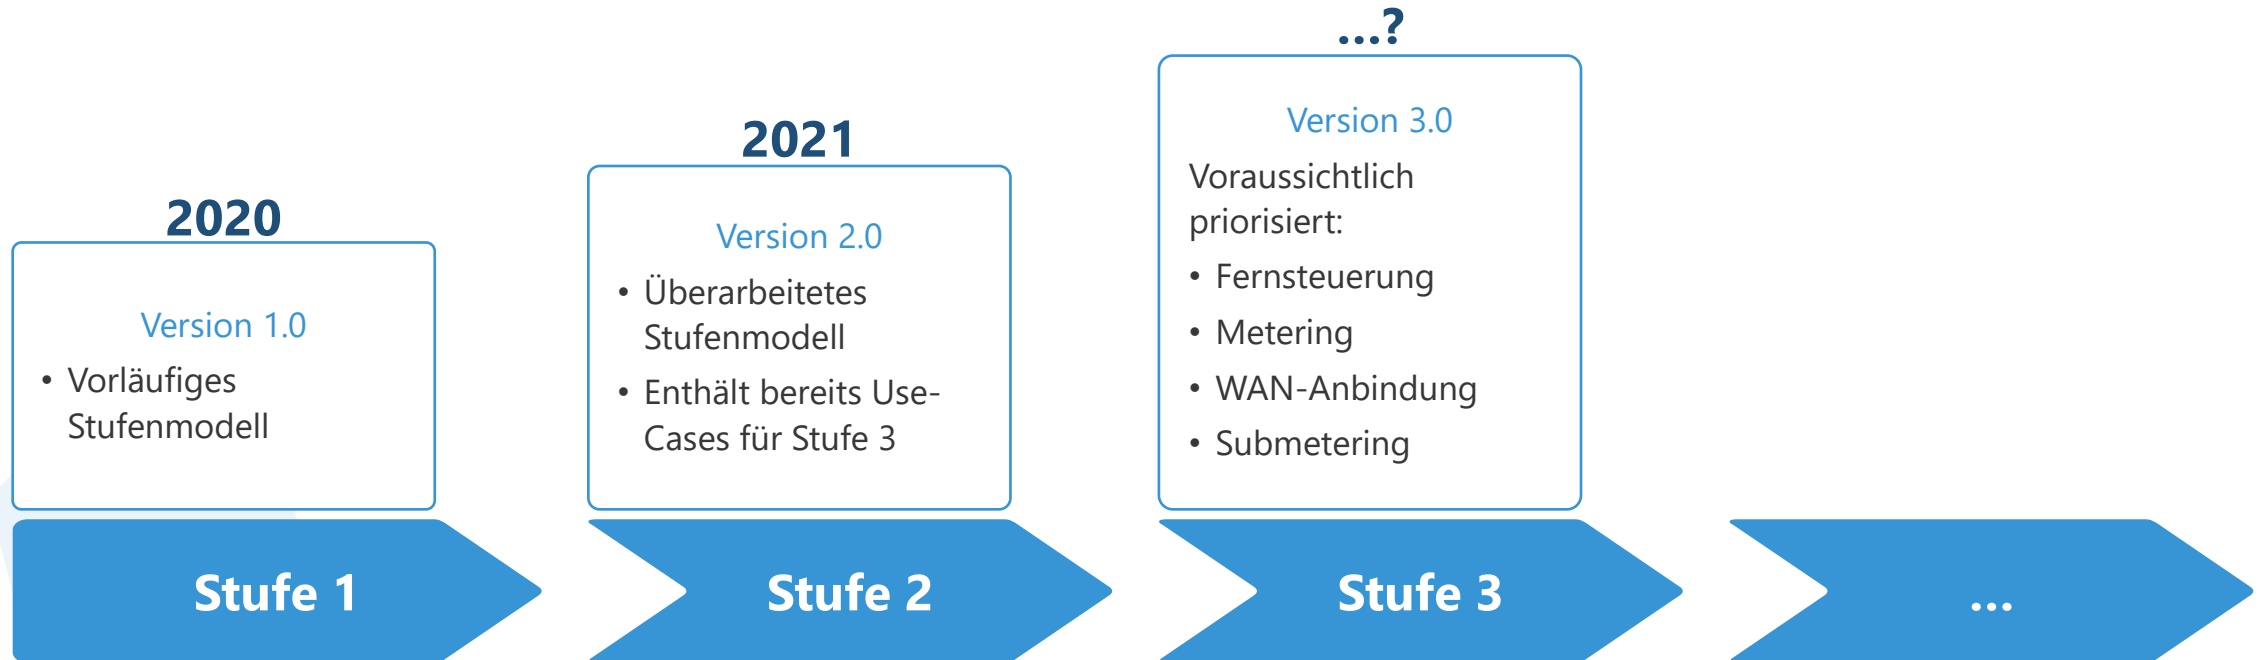 2020
Version 1.0
• Vorläufiges
Stufenmodell
Stufe 1
2021
Version 2.0
• Überarbeitetes
Stufenmodell
• Enthält bereits Use-
Cases für Stufe 3
Stufe 2
...?
Version 3.0
Voraussichtlich
priorisiert:
• Fernsteuerung
• Metering
• WAN-Anbindung
• Submetering
Stufe 3
...